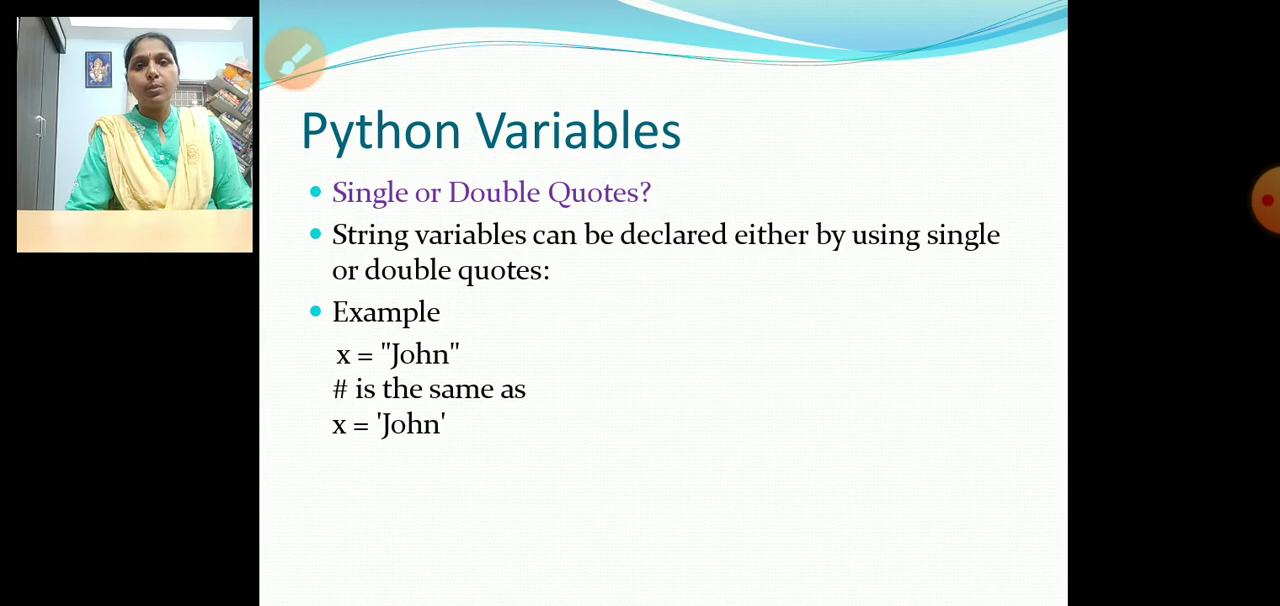 Python Variables
Single or Double Quotes?
String variables can be declared either by using single
or double quotes:
Example
x = "John"
# is the same as
x = 'John'